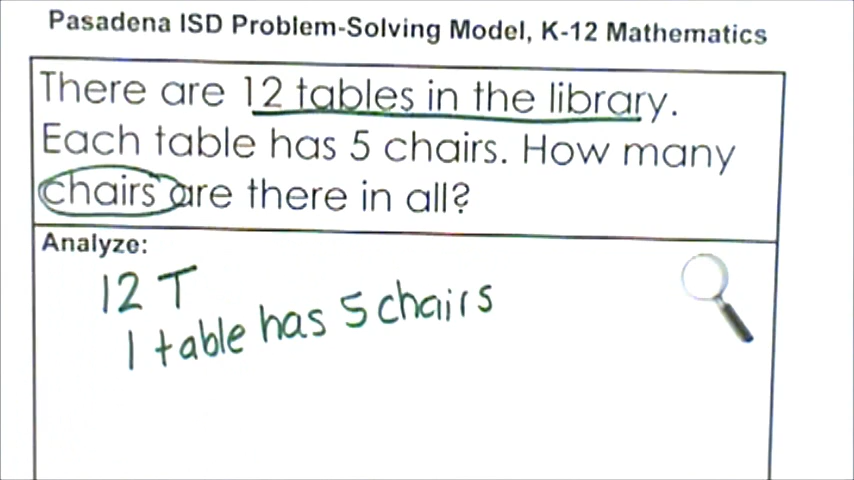 Pasadena ISD Problem-Solving Model, K-12 Mathematics
There are 12 tables in the library.
Each table has 5 chairs. How many
chairs are there in all?
Analyze:
12 T
1 table has 5 chairs